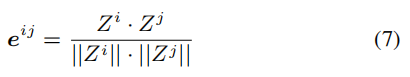 e^{ij} = \frac{Z^i \cdot Z^j}{||Z^i|| \cdot ||Z^j||} (7)